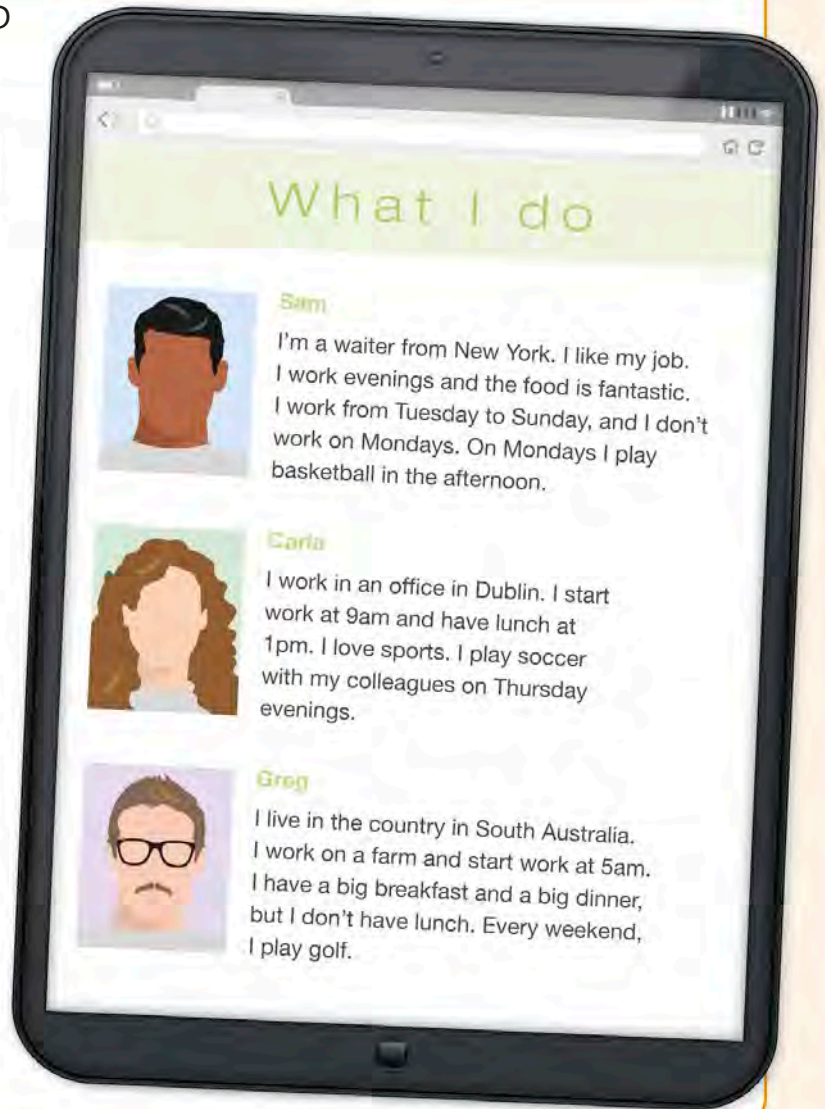 What I do
Sam
I'm a waiter from New York. I like my job.
I work evenings and the food is fantastic.
I work from Tuesday to Sunday, and I don't
work on Mondays. On Mondays I play
basketball in the afternoon.
Carla
I work in an office in Dublin. I start
work at 9am and have lunch at
1pm. I love sports. I play soccer
with my colleagues on Thursday
evenings.
Greg
I live in the country in South Australia.
I work on a farm and start work at 5am.
I have a big breakfast and a big dinner,
but I don't have lunch. Every weekend,
I play golf.